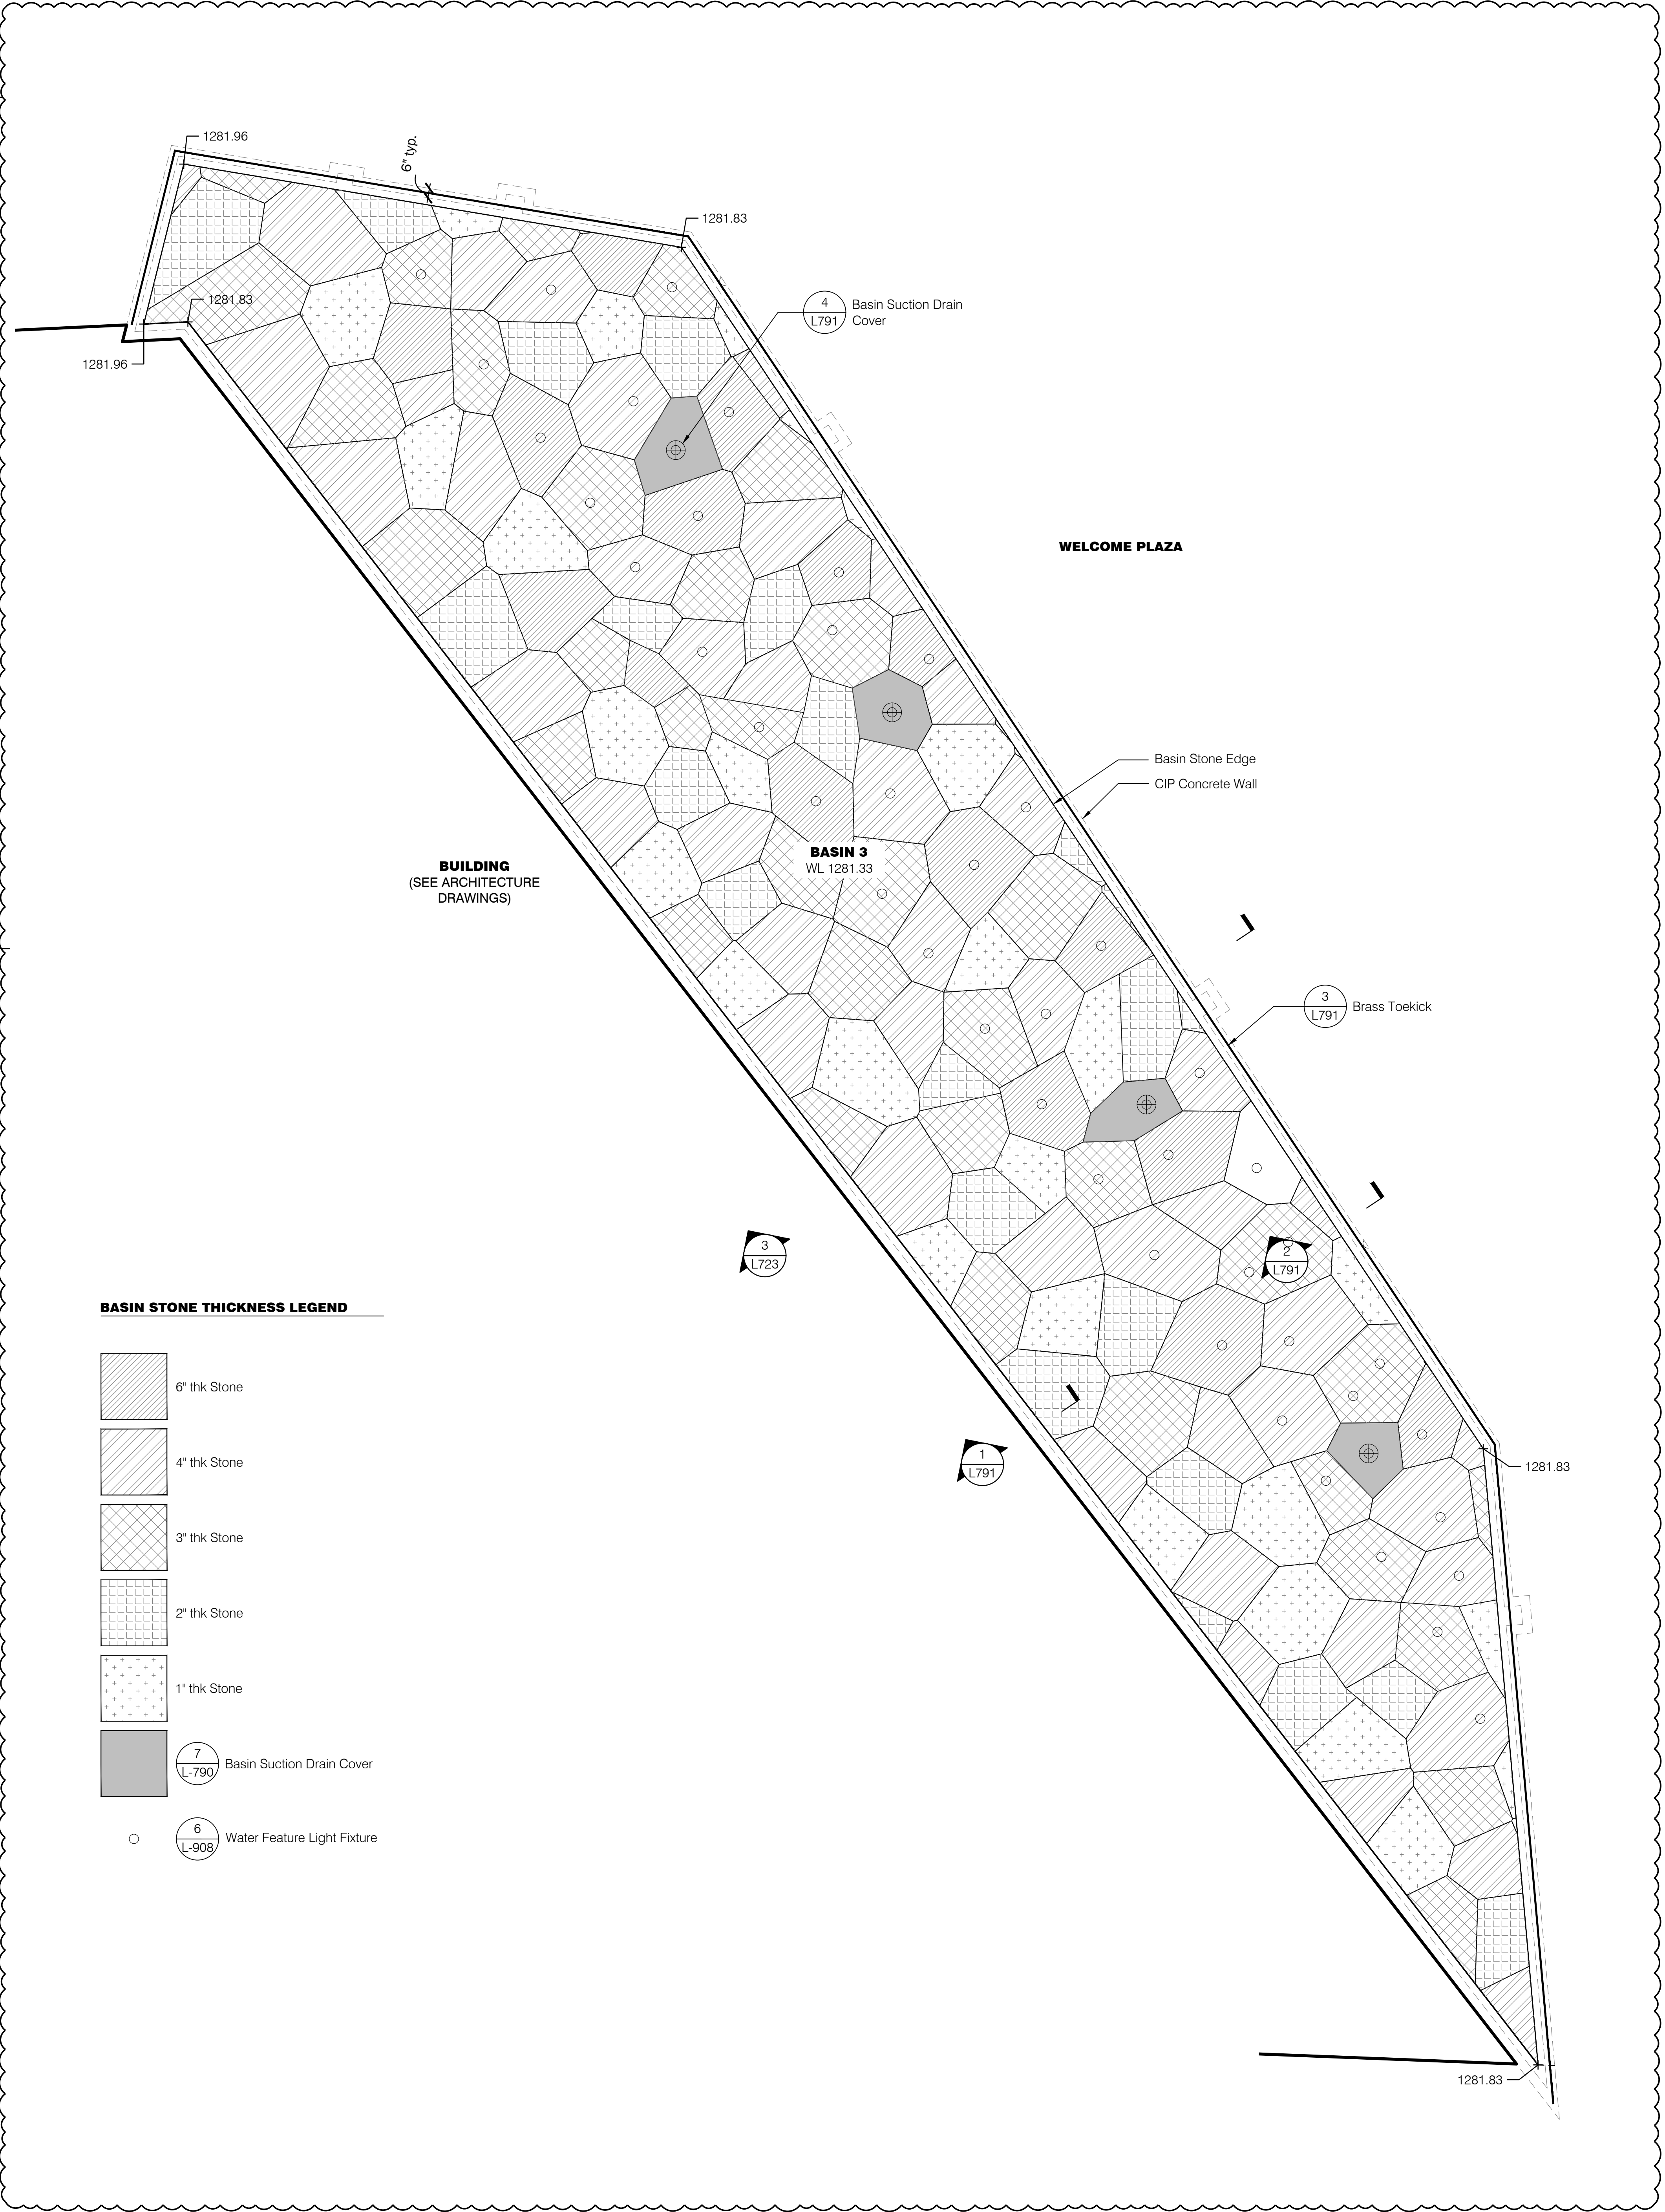 1281.96
6" typ.
1281.83
1281.83
4
L791
Basin Suction Drain
Cover
1281.96
WELCOME PLAZA
Basin Stone Edge
CIP Concrete Wall
BASIN 3
WL 1281.33
BUILDING
(SEE ARCHITECTURE
DRAWINGS)
3
L791
Brass Toekick
3
L723
2
L791
BASIN STONE THICKNESS LEGEND
6" thk Stone
4" thk Stone
1
L791
1281.83
3" thk Stone
2" thk Stone
1" thk Stone
7
L-790
Basin Suction Drain Cover
6
L-908
Water Feature Light Fixture
1281.83